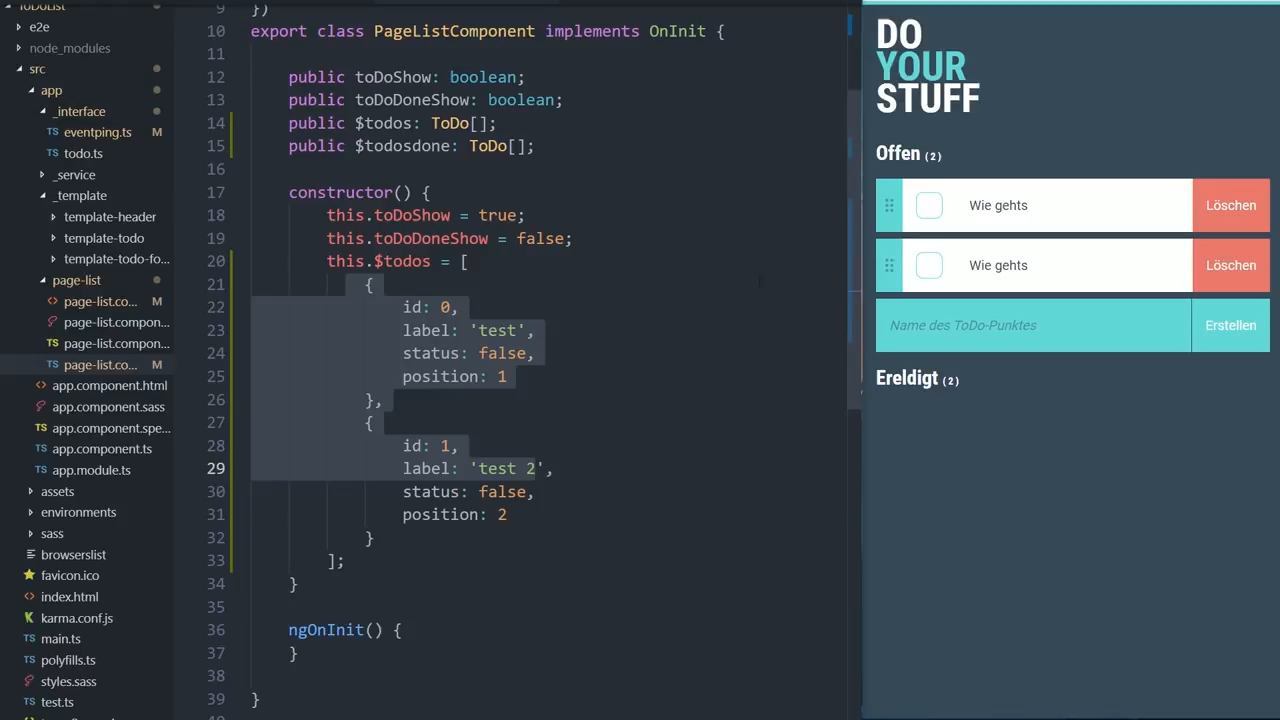 ToDoList
e2e
node_modules
src
app
_interface
eventping.ts M
todo.ts
_service
_template
template-header
template-todo
template-todo-fo...
page-list
page-list.co... M
page-list.compon...
page-list.compon...
page-list.co... M
app.component.html
app.component.sass
app.component.spe...
app.component.ts
app.module.ts
assets
environments
sass
browserslist
favicon.ico
index.html
karma.conf.js
main.ts
polyfills.ts
styles.sass
test.ts
9 })
10 export class PageListComponent implements OnInit {
11
12 public toDoShow: boolean;
13 public toDoDoneShow: boolean;
14 public $todos: ToDo[];
15 public $todosdone: ToDo[];
16
17 constructor() {
18 this.toDoShow = true;
19 this.toDoDoneShow = false;
20 this.$todos = [
21 {
22 id: 0,
23 label: 'test',
24 status: false,
25 position: 1
26 },
27 {
28 id: 1,
29 label: 'test 2',
30 status: false,
31 position: 2
32 }
33 ];
34 }
35
36 ngOnInit() {
37 }
38
39 }
DO
YOUR
STUFF
Offen (2)
Wie gehts Löschen
Wie gehts Löschen
Name des ToDo-Punktes Erstellen
Ereldigt (2)